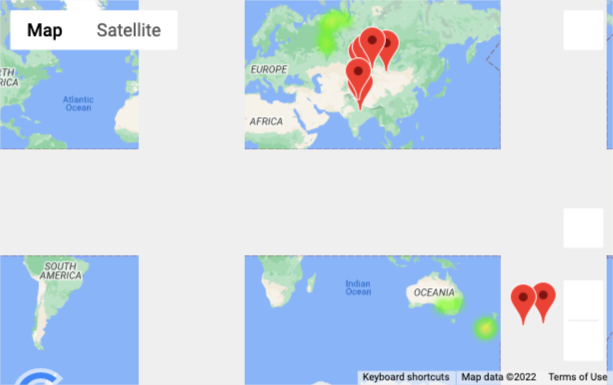 Map Satellite
RTH
RICA
EUROPE
Atlantic
Ocean
AFRICA
SOUTH
AMERICA
Indian
Ocean
OCEANIA
Keyboard shortcuts Map data ©2022 Terms of Use